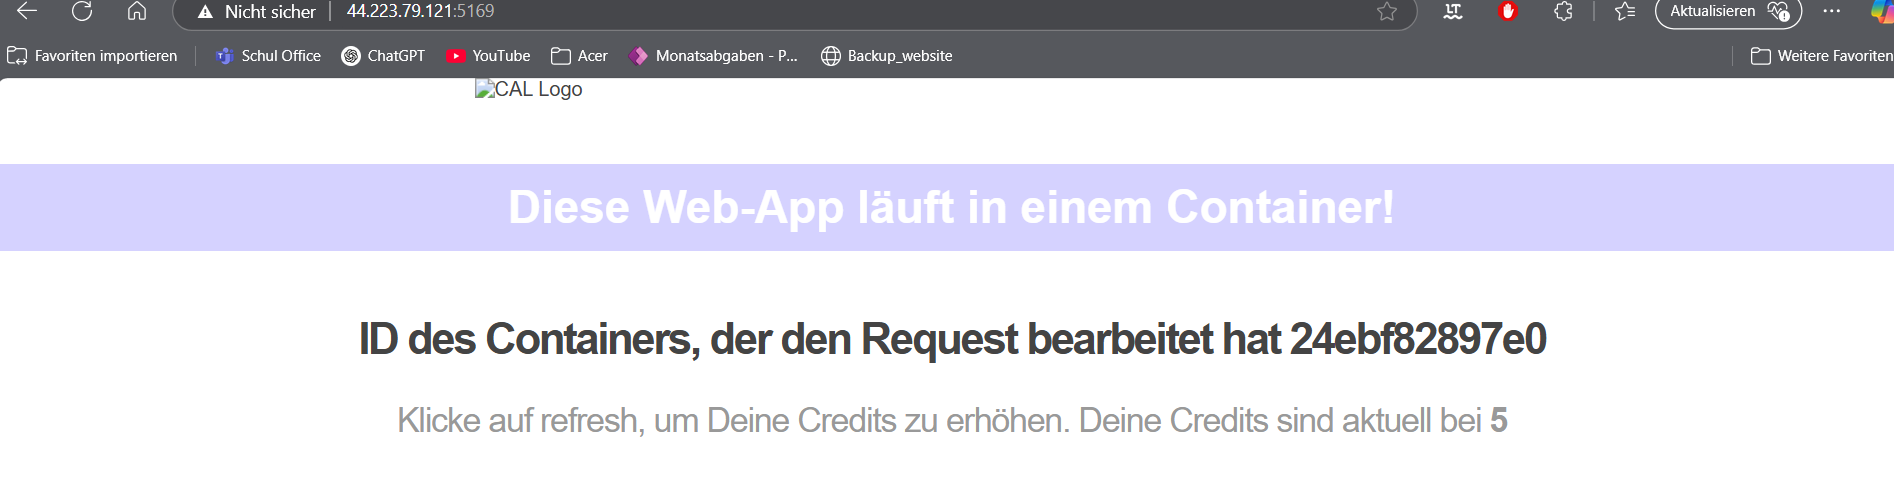 Nicht sicher 44.223.79.121:5169
Aktualisieren
Favoriten importieren Schul Office ChatGPT YouTube Acer Monatsabgaben - P... Backup_website Weitere Favoriten
CAL Logo
Diese Web-App läuft in einem Container!
ID des Containers, der den Request bearbeitet hat 24ebf82897e0
Klicke auf refresh, um Deine Credits zu erhöhen. Deine Credits sind aktuell bei 5